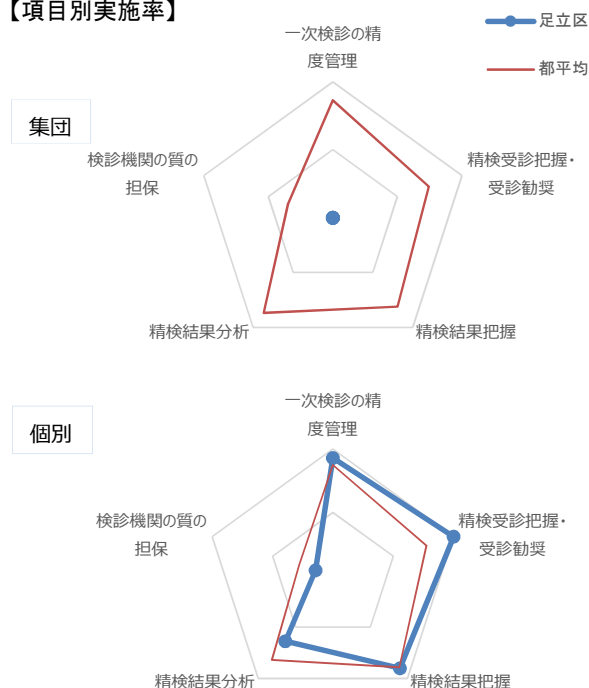 【項目別実施率】
足立区
都平均
集団
一次検診の精
度管理
検診機関の質の
担保
精検受診把握・
受診勧奨
精検結果分析
精検結果把握
個別
一次検診の精
度管理
検診機関の質の
担保
精検受診把握・
受診勧奨
精検結果分析
精検結果把握